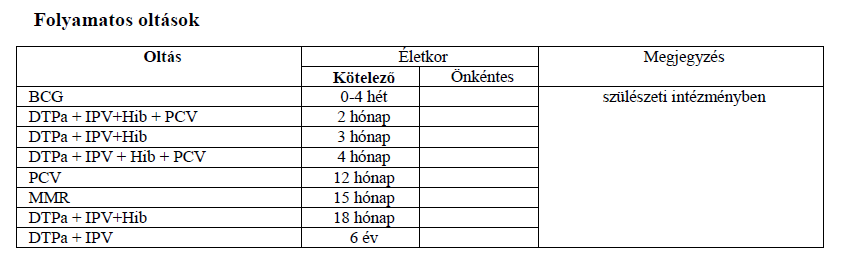 Folyamatos oltások
Oltás Életkor Megjegyzés
Kötelező Önkéntes
BCG 0-4 hét szülészeti intézményben
DTPa + IPV+Hib + PCV 2 hónap
DTPa + IPV+Hib 3 hónap
DTPa + IPV + Hib + PCV 4 hónap
PCV 12 hónap
MMR 15 hónap
DTPa + IPV+Hib 18 hónap
DTPa + IPV 6 év